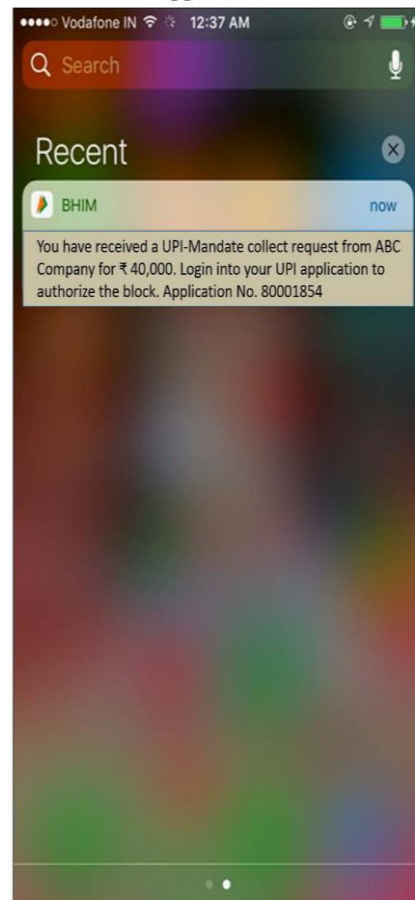 Vodafone IN 12:37 AM
Search
Recent
BHIM now
You have received a UPI-Mandate collect request from ABC
Company for ₹ 40,000. Login into your UPI application to
authorize the block. Application No. 80001854